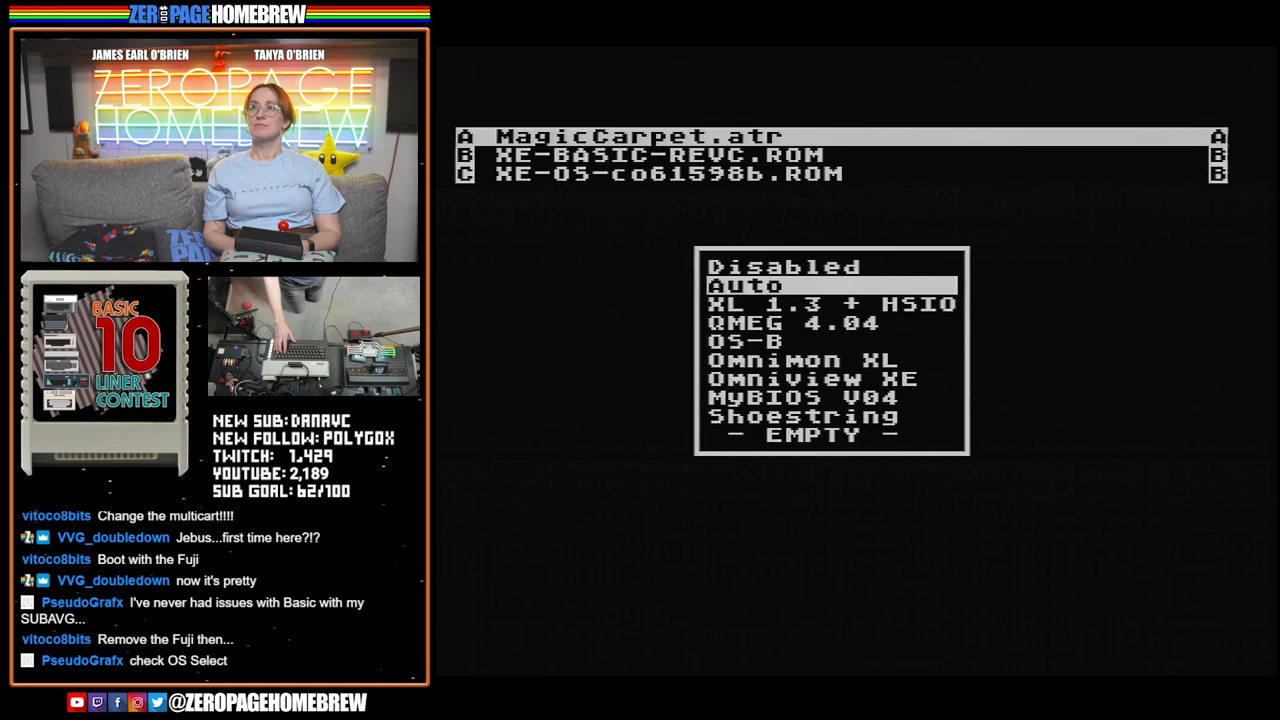 ZEROPAGE HOMEBREW
JAMES EARL O'BRIEN
TANYA O'BRIEN
ZEROPAGE
HOMEBREW
BASIC
10
LINER
CONTEST
NEW SUB: DANAVC
NEW FOLLOW: POLYGOX
TWITCH: 1,429
YOUTUBE: 2,189
SUB GOAL: 62/100
vitoco8bits Change the multicart!!!!
VVG_doubledown Jebus...first time here?!?
vitoco8bits Boot with the Fuji
VVG_doubledown now it's pretty
PseudoGrafx I've never had issues with Basic with my
SUBAVG...
vitoco8bits Remove the Fuji then...
PseudoGrafx check OS Select
@ZEROPAGEHOMEBREW
A MagicCarpet.atr A
B XE-BASIC-REVC.ROM B
C XE-OS-co61598b.ROM B
Disabled
Auto
XL 1.3 + HSIO
QMEG 4.04
OS-B
Omnimon XL
Omniview XE
MyBIOS V04
Shoestring
- EMPTY -